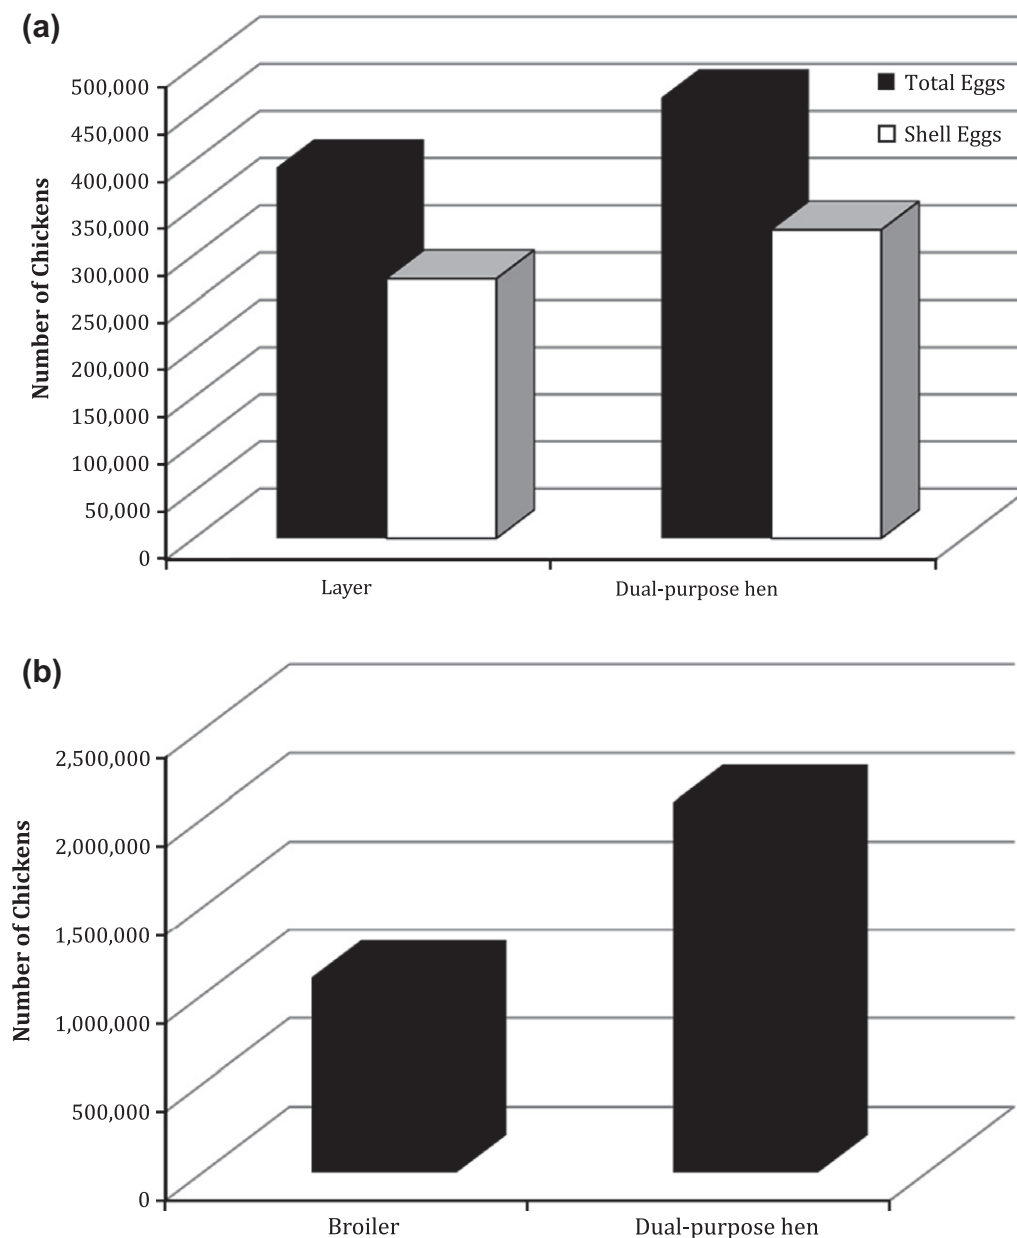 (a)
500,000
450,000
400,000
350,000
300,000
250,000
200,000
150,000
100,000
50,000
0
Number of Chickens
Total Eggs
Shell Eggs
Layer
Dual-purpose hen
(b)
2,500,000
2,000,000
1,500,000
1,000,000
500,000
0
Number of Chickens
Broiler
Dual-purpose hen